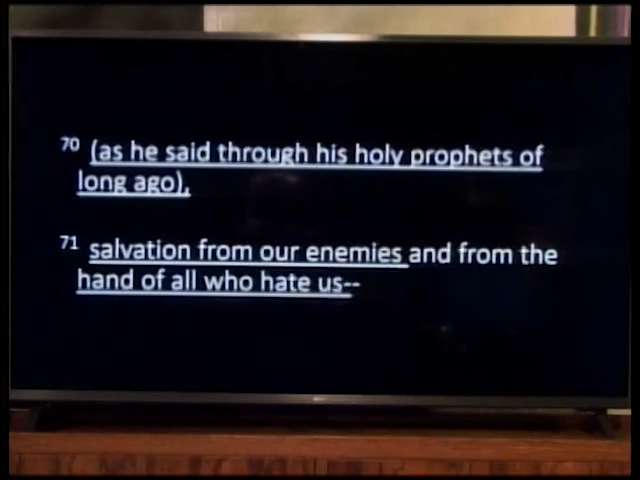 70 (as he said through his holy prophets of
long ago),
71 salvation from our enemies and from the
hand of all who hate us--